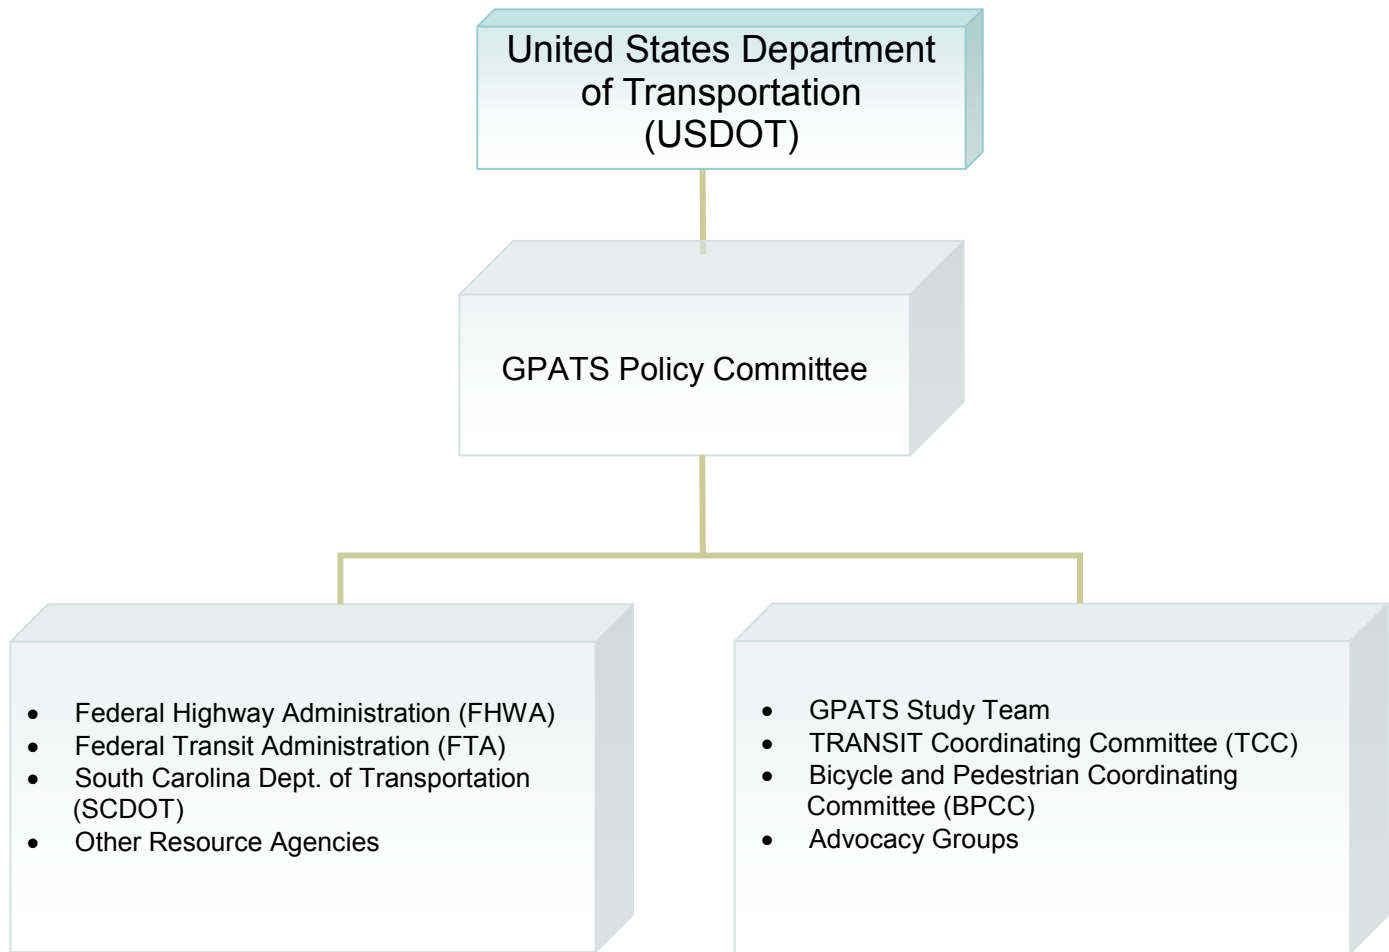 United States Department
of Transportation
(USDOT)
GPATS Policy Committee
• Federal Highway Administration (FHWA)
• Federal Transit Administration (FTA)
• South Carolina Dept. of Transportation
(SCDOT)
• Other Resource Agencies
• GPATS Study Team
• TRANSIT Coordinating Committee (TCC)
• Bicycle and Pedestrian Coordinating
Committee (BPCC)
• Advocacy Groups